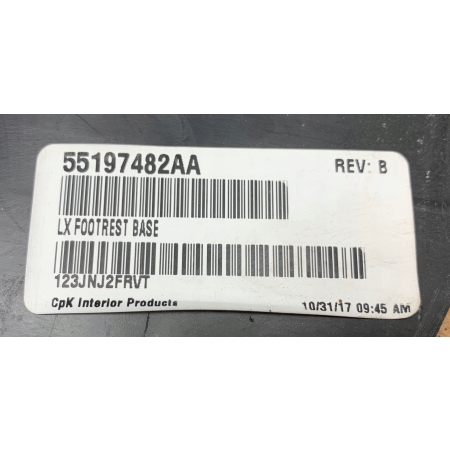 55197482AA REV: B
LX FOOTREST BASE
123JNJ2FRVT
CpK Interior Products 10/31/17 09:45 AM